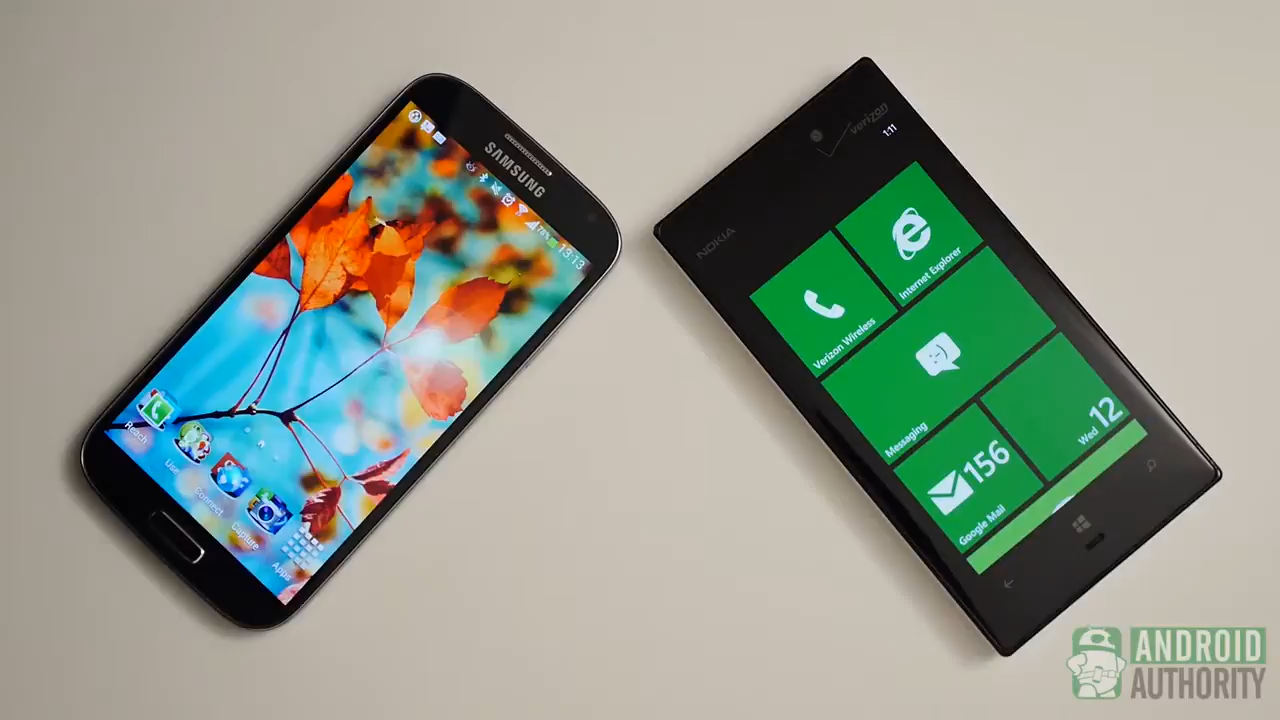 SAMSUNG
78%
13:13
Reach
Use
Connect
Capture
Apps
verizon
1:11
NOKIA
Internet Explorer
Verizon Wireless
:-)
Messaging
Wed 12
156
Google Mail
ANDROID
AUTHORITY